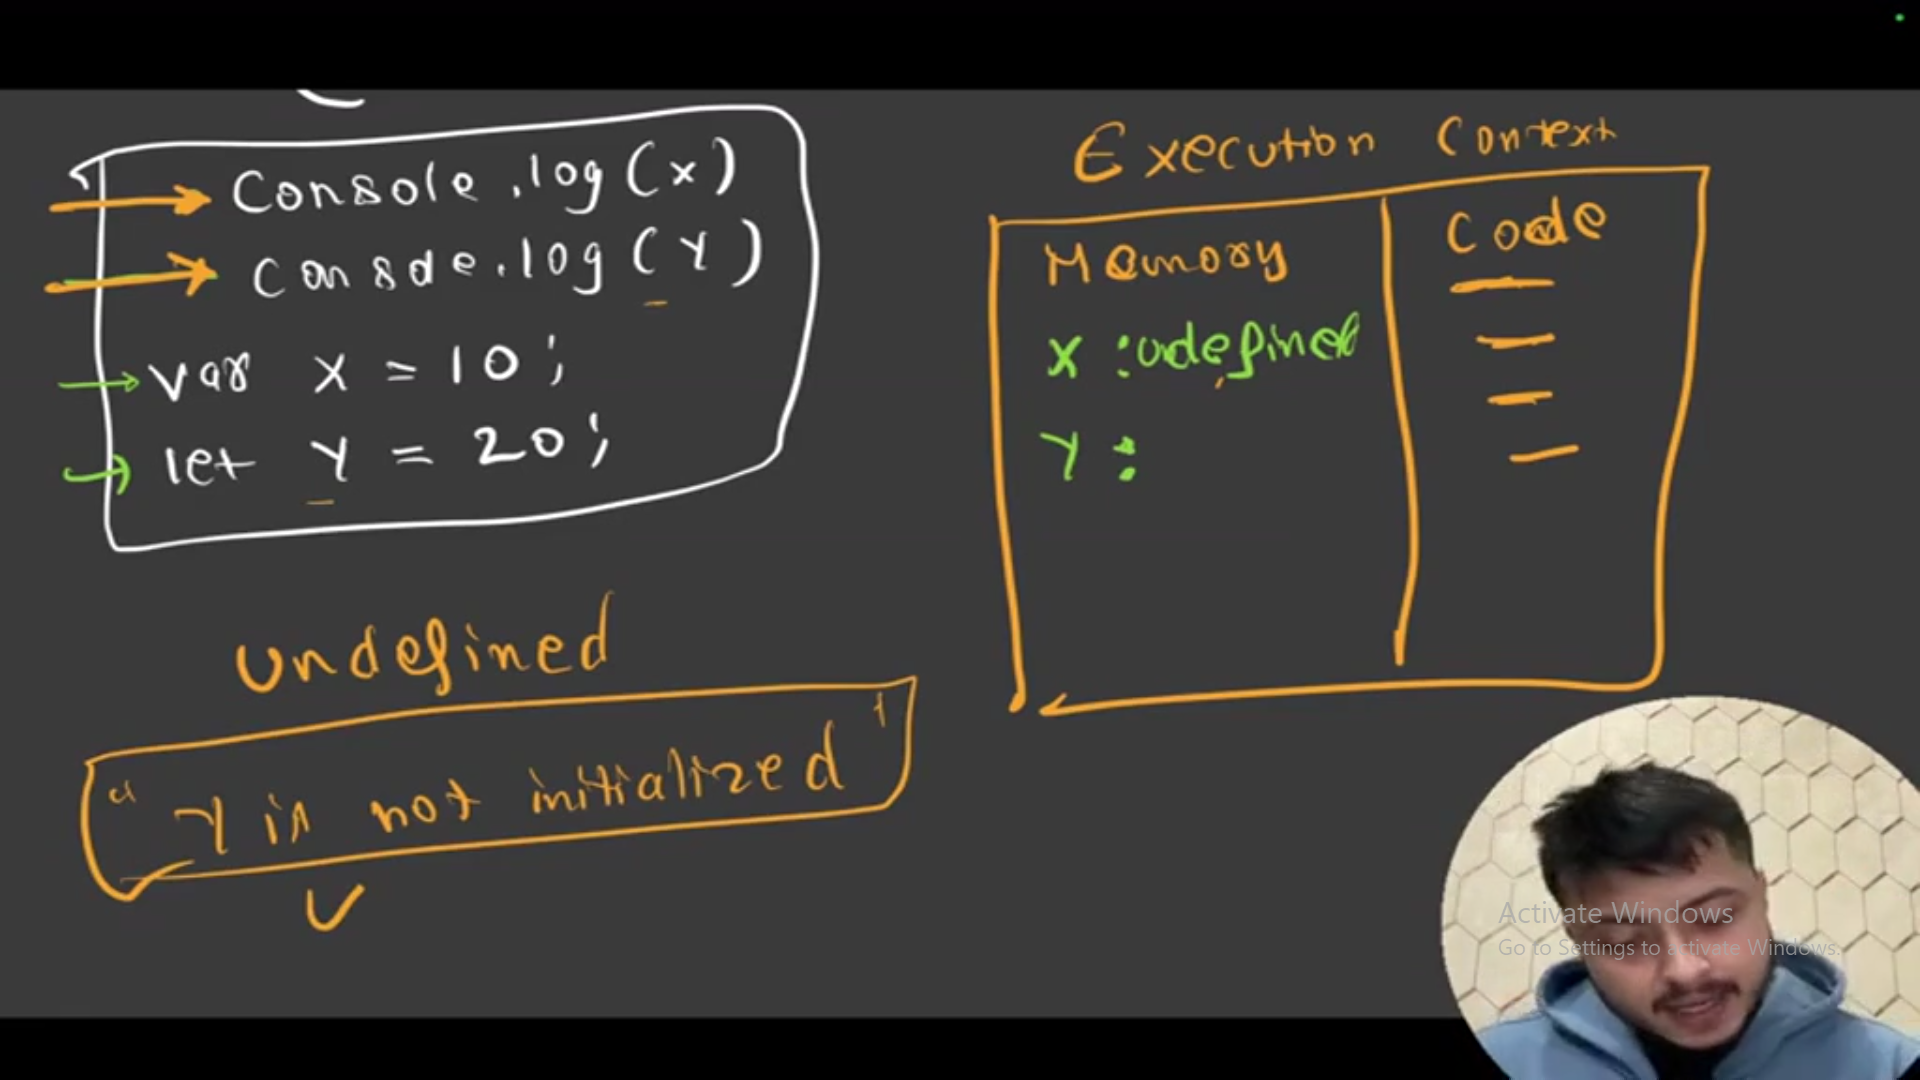 Console.log(x)
Console.log(Y)
var x = 10;
let Y = 20;
undefined
"Y is not initialized"
Execution Context
Memory
Code
X : undefined
Y :
Activate Windows
Go to Settings to activate Windows.